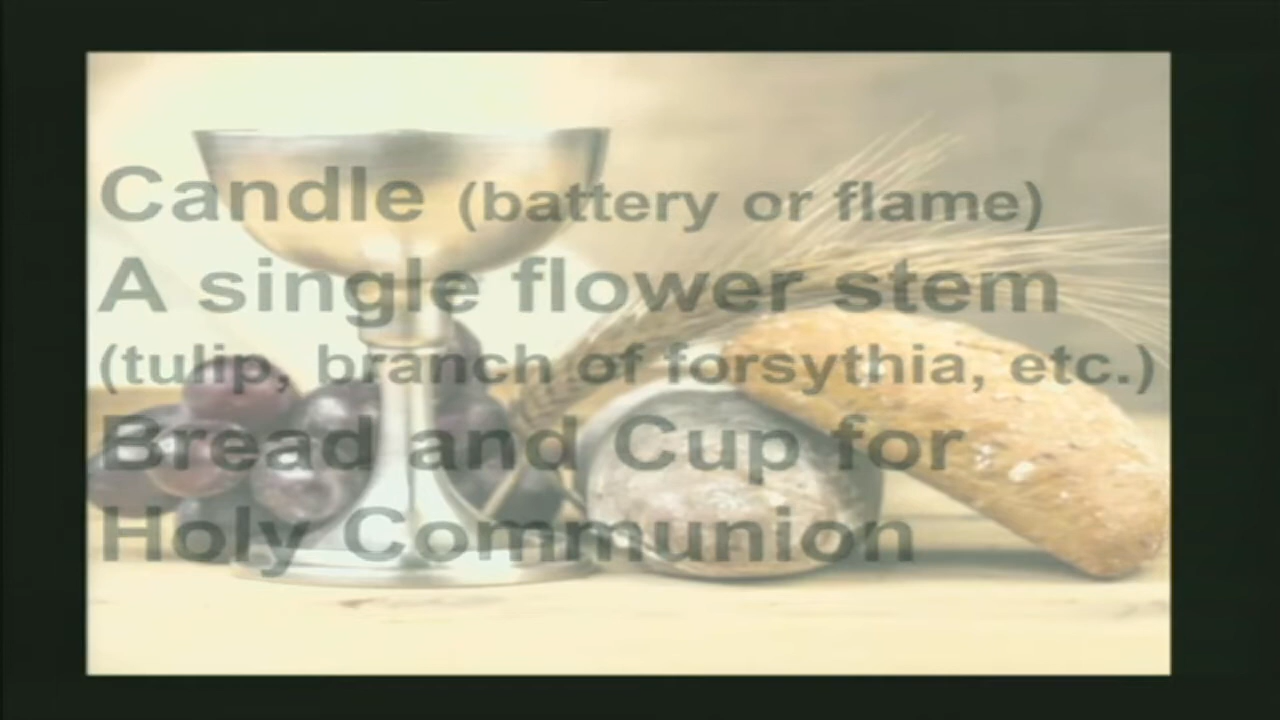 Candle (battery or flame)
A single flower stem
(tulip, branch of forsythia, etc.)
Bread and Cup for
Holy Communion